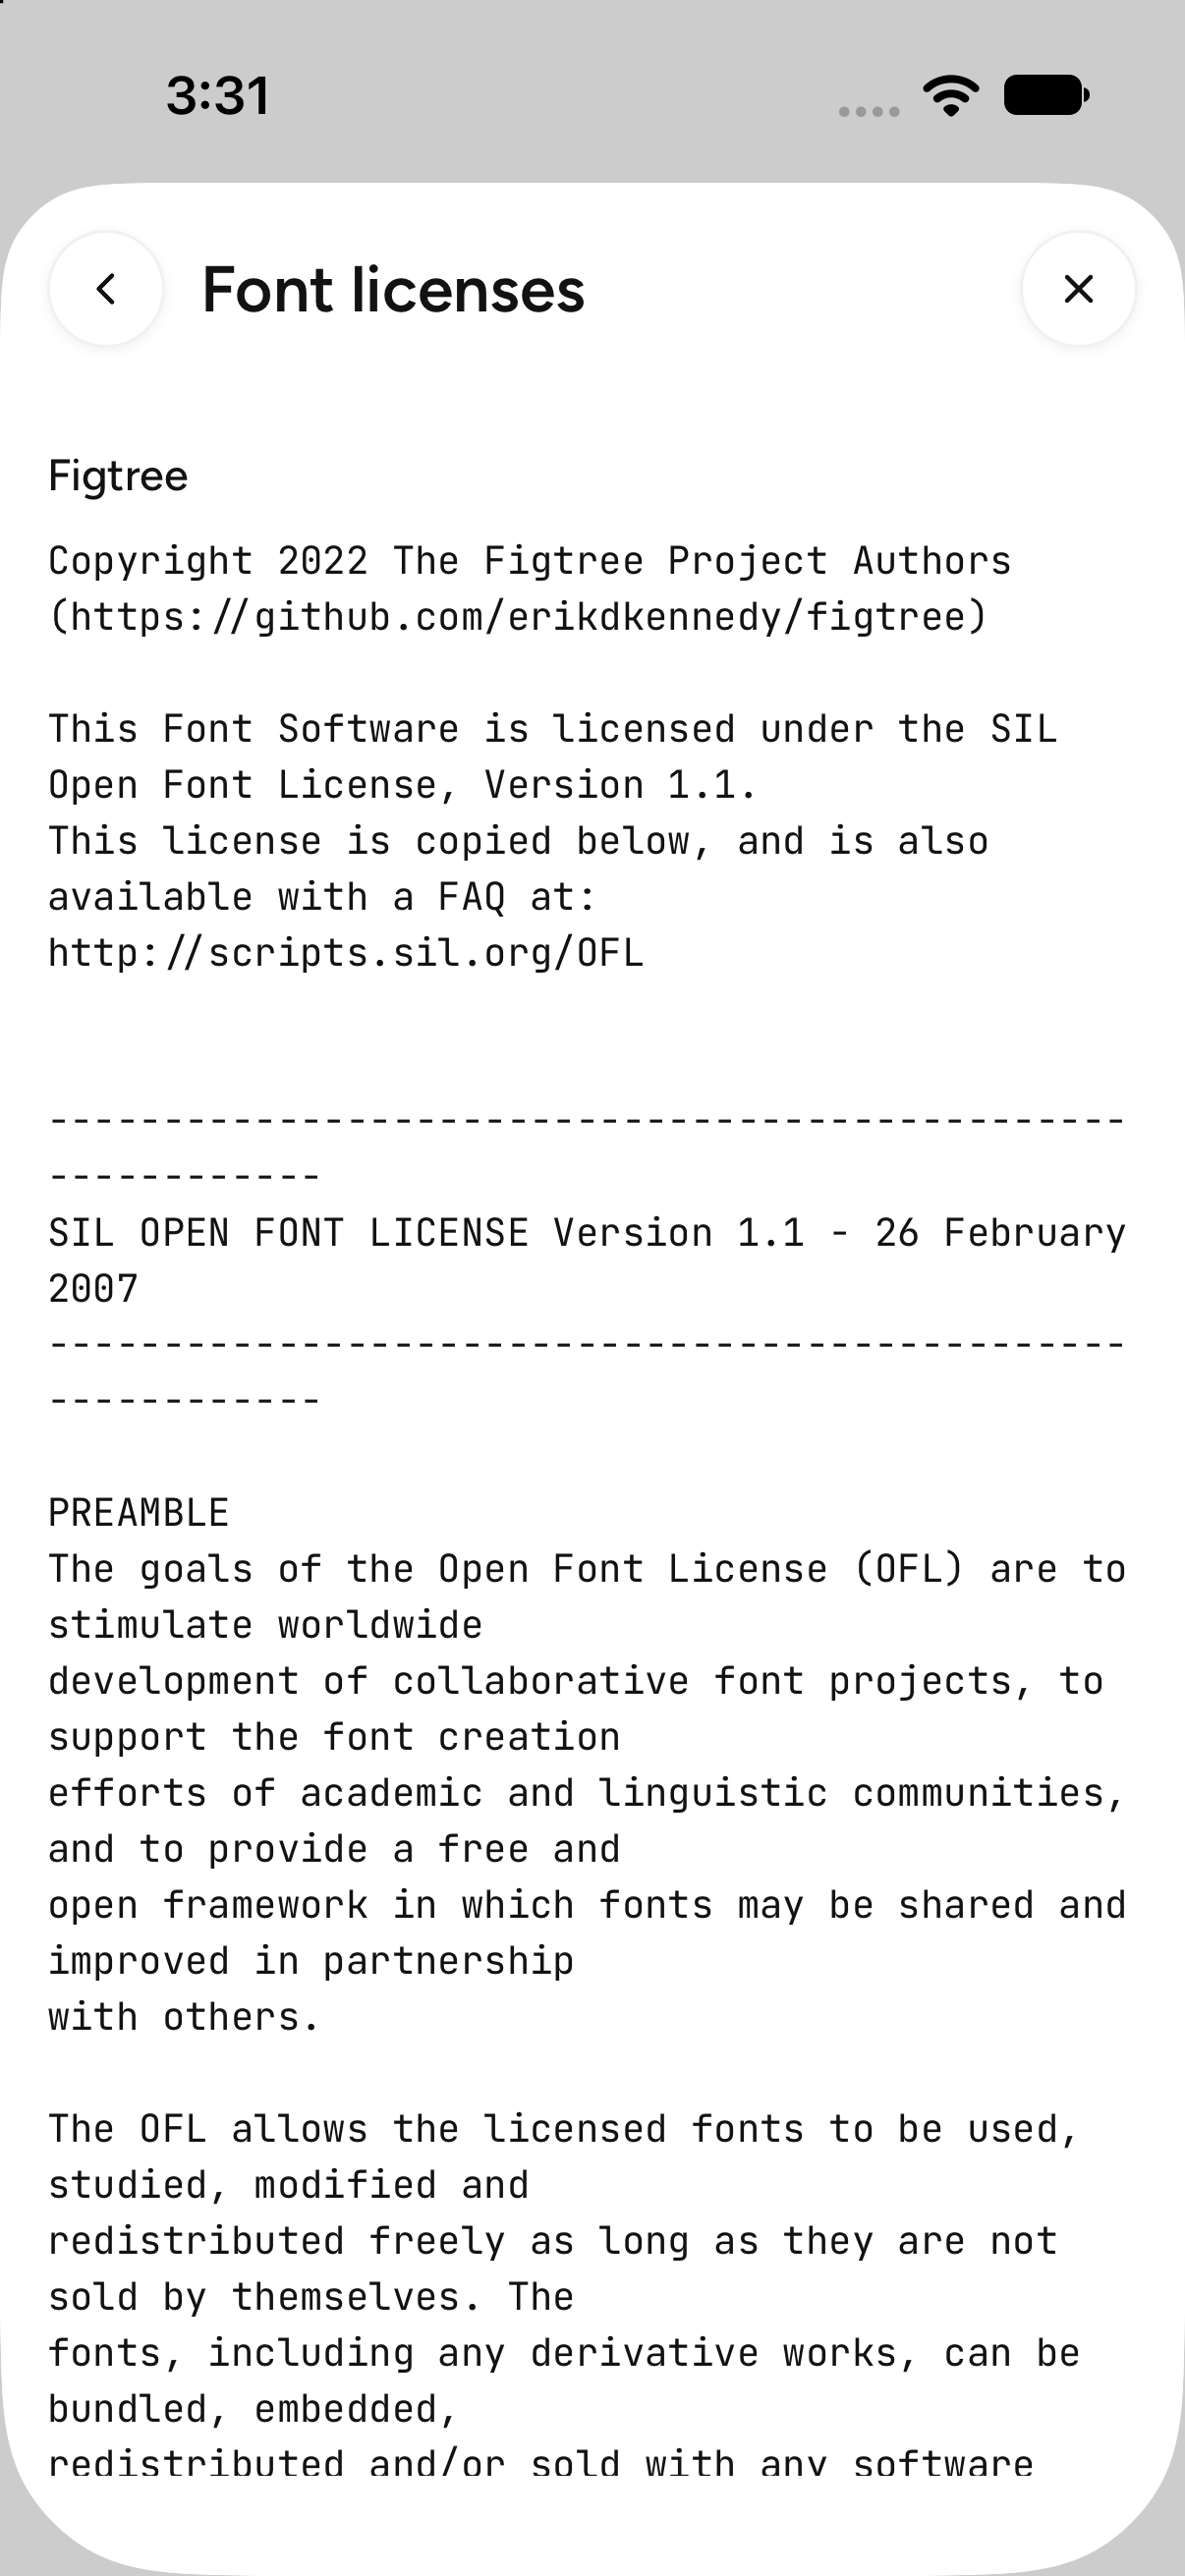 3:31
Font licenses
Figtree
Copyright 2022 The Figtree Project Authors
(https://github.com/erikdkennedy/figtree)
This Font Software is licensed under the SIL
Open Font License, Version 1.1.
This license is copied below, and is also
available with a FAQ at:
http://scripts.sil.org/OFL
-----------------------------------------------
------------
SIL OPEN FONT LICENSE Version 1.1 - 26 February
2007
-----------------------------------------------
------------
PREAMBLE
The goals of the Open Font License (OFL) are to
stimulate worldwide
development of collaborative font projects, to
support the font creation
efforts of academic and linguistic communities,
and to provide a free and
open framework in which fonts may be shared and
improved in partnership
with others.
The OFL allows the licensed fonts to be used,
studied, modified and
redistributed freely as long as they are not
sold by themselves. The
fonts, including any derivative works, can be
bundled, embedded,
redistributed and/or sold with any software